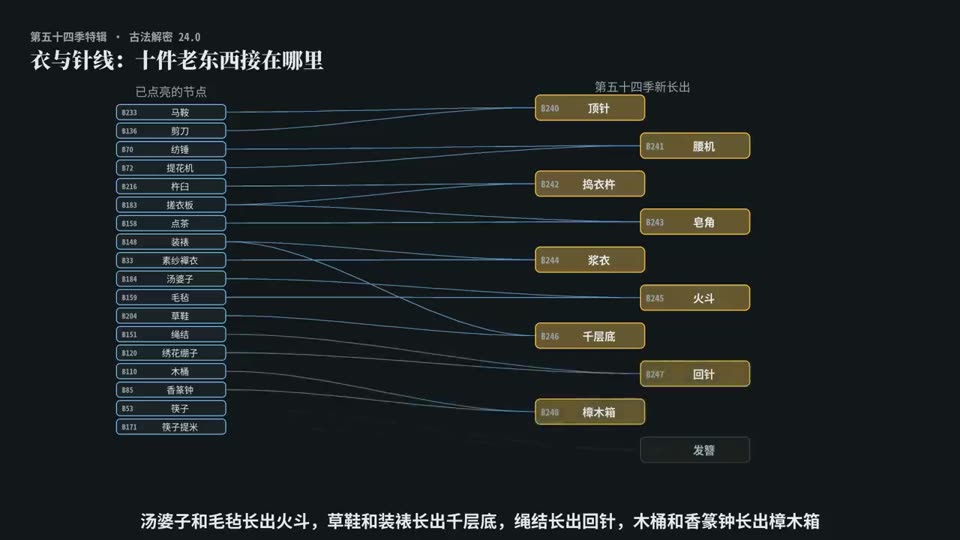 第五十四季特辑 · 古法解密 24.0
衣与针线：十件老东西接在哪里
已点亮的节点
B233 马鞍
B136 剪刀
B70 纺锤
B72 提花机
B216 杵臼
B183 搓衣板
B158 点茶
B148 装裱
B33 素纱襌衣
B184 汤婆子
B159 毛毡
B204 草鞋
B151 绳结
B120 绣花绷子
B110 木桶
B85 香篆钟
B53 筷子
B171 筷子提米
第五十四季新长出
B240 顶针
B241 腰机
B242 捣衣杵
B243 皂角
B244 浆衣
B245 火斗
B246 千层底
B247 回针
B248 樟木箱
发簪
汤婆子和毛毡长出火斗，草鞋和装裱长出千层底，绳结长出回针，木桶和香篆钟长出樟木箱